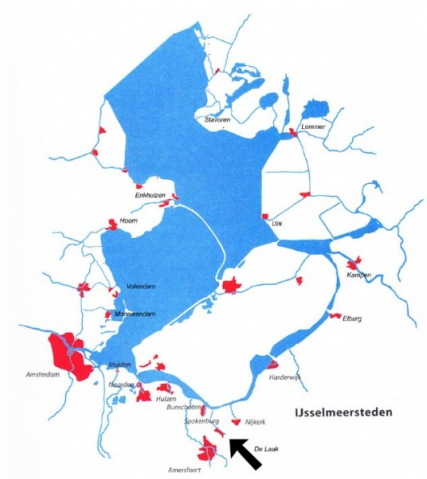 Stavoren
Lemmer
Enkhuizen
Hoorn
Urk
Kampen
Volendam
Monnikendam
Elburg
Muiden
Amsterdam
Naarden
Harderwijk
Huizen
Bunschoten
IJsselmeersteden
Spakenburg
Nijkerk
De Laak
Amersfoort